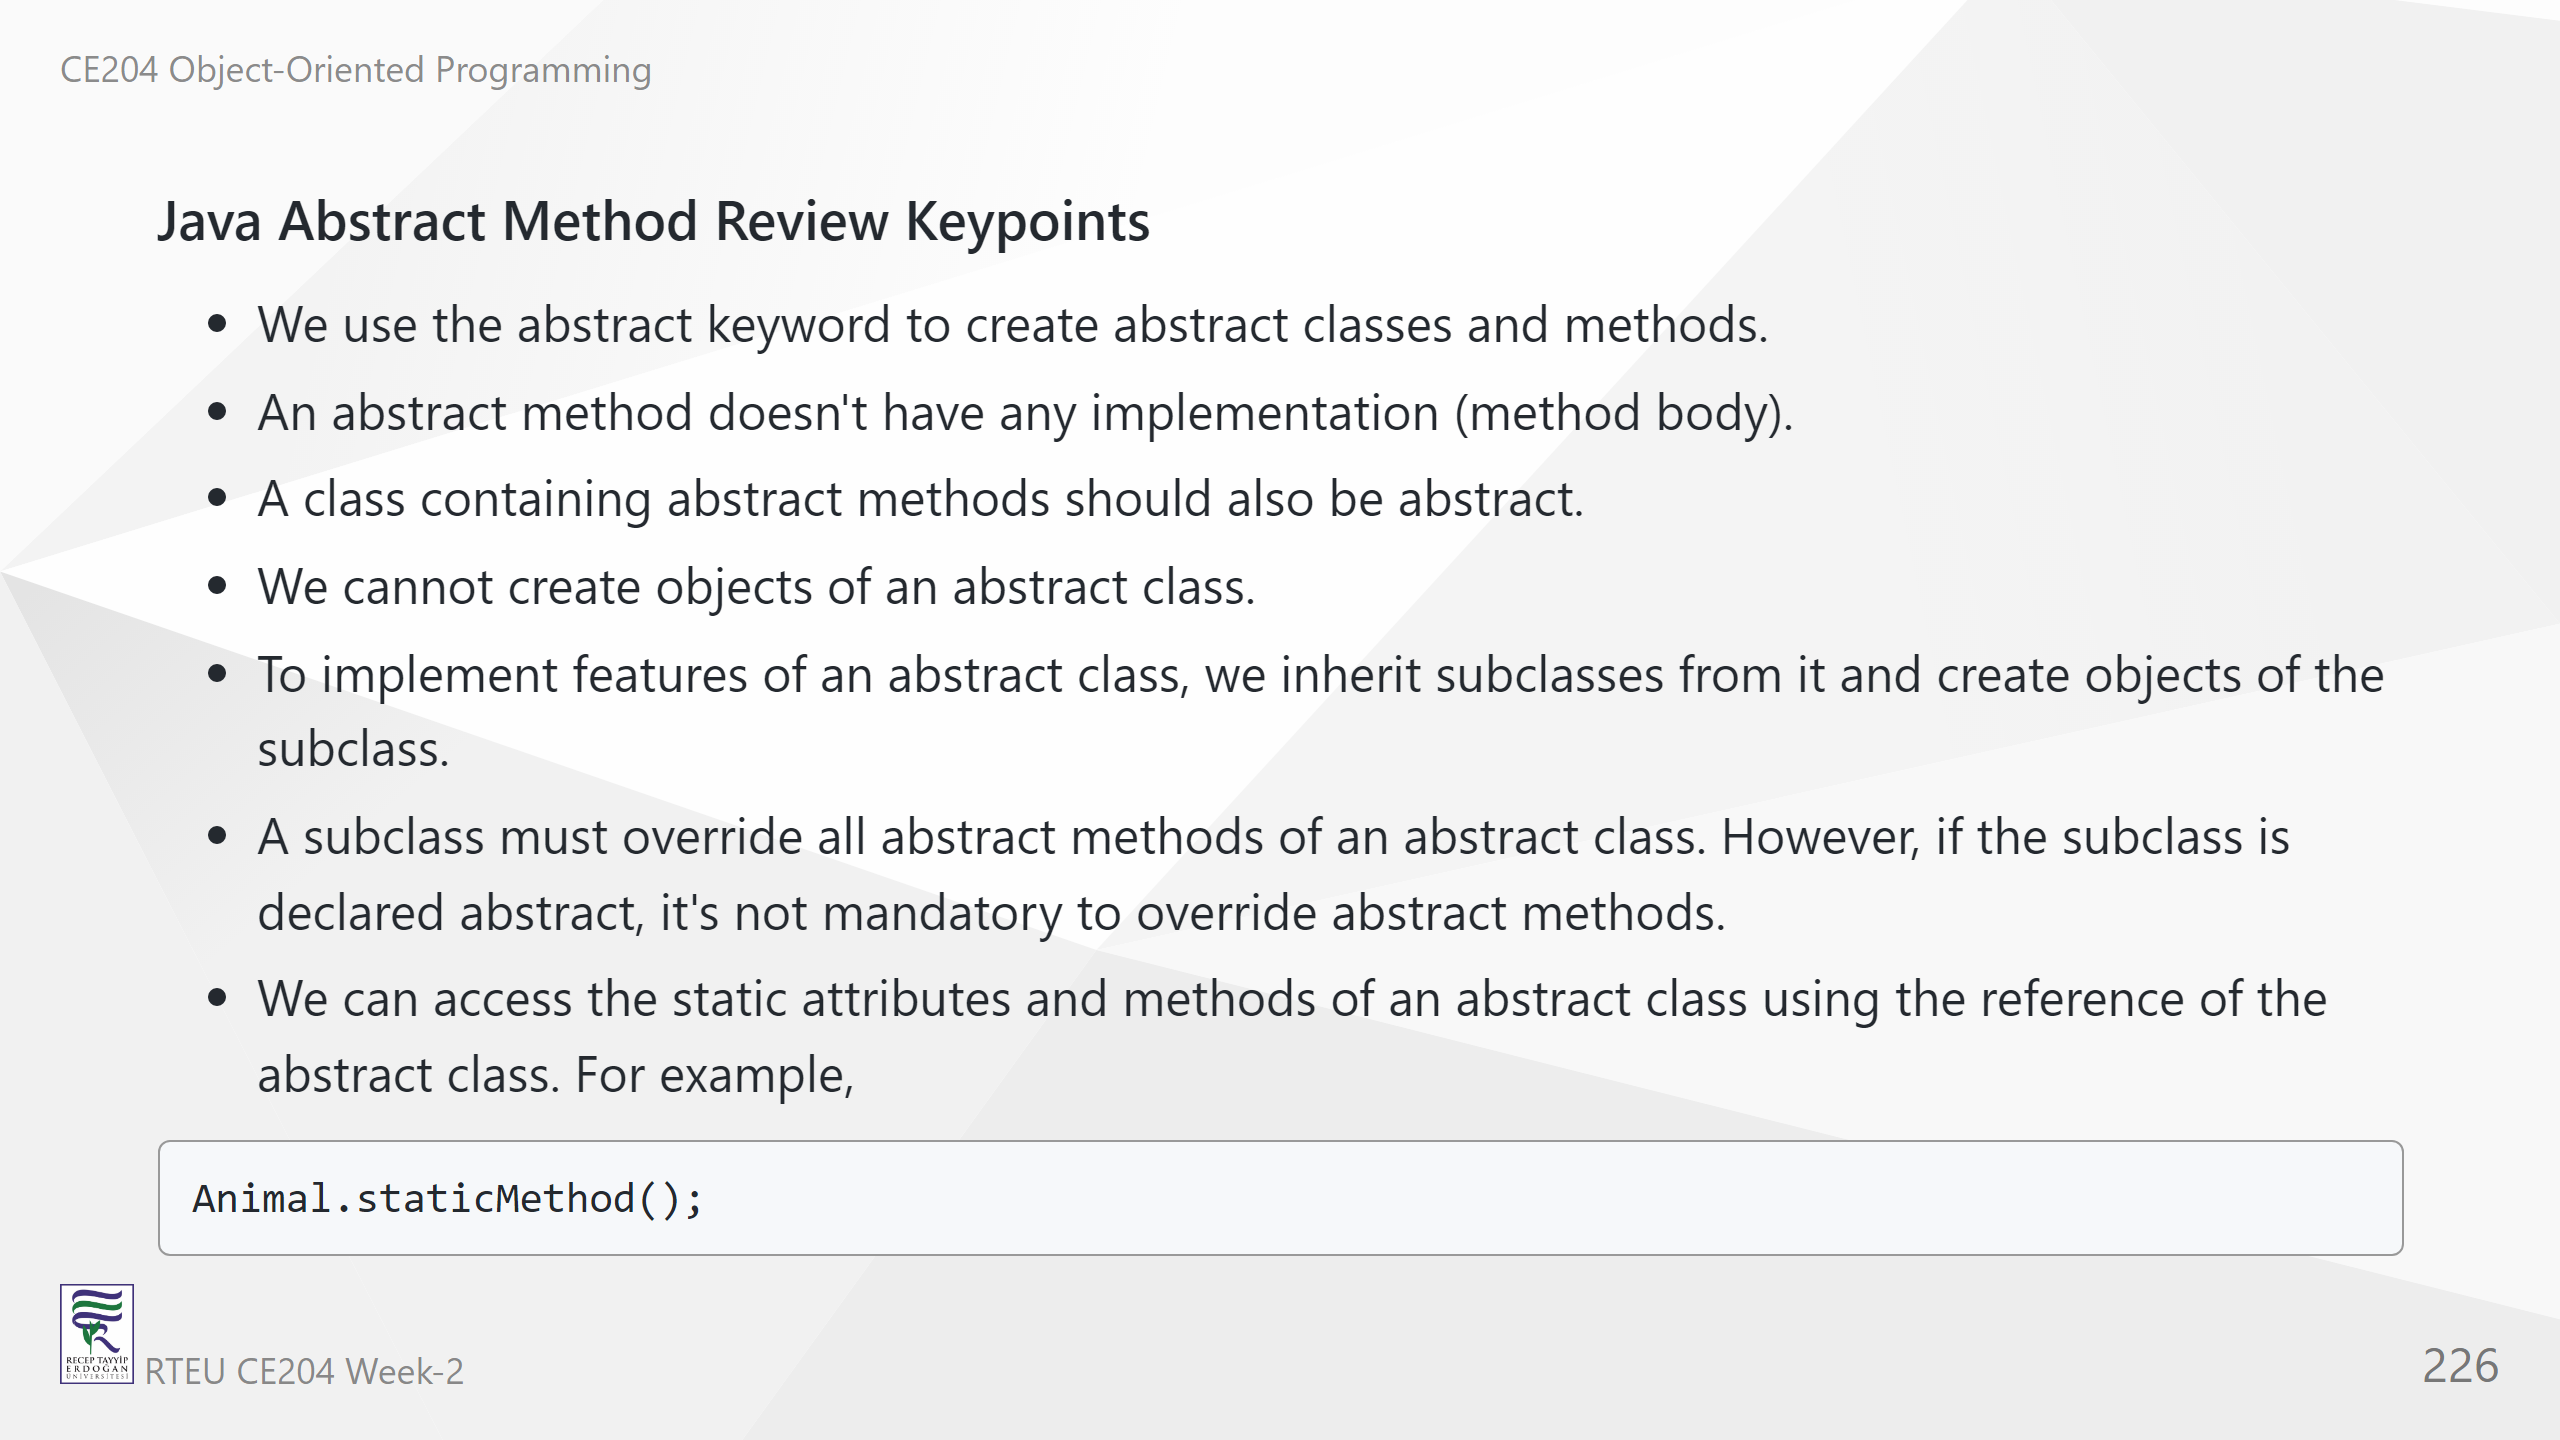 CE204 Object-Oriented Programming
Java Abstract Method Review Keypoints
• We use the abstract keyword to create abstract classes and methods.
• An abstract method doesn't have any implementation (method body).
• A class containing abstract methods should also be abstract.
• We cannot create objects of an abstract class.
• To implement features of an abstract class, we inherit subclasses from it and create objects of the
subclass.
• A subclass must override all abstract methods of an abstract class. However, if the subclass is
declared abstract, it's not mandatory to override abstract methods.
• We can access the static attributes and methods of an abstract class using the reference of the
abstract class. For example,
Animal.staticMethod();
RECEP TAYYİP
ERDOĞAN
ÜNİVERSİTESİ
RTEU CE204 Week-2
226